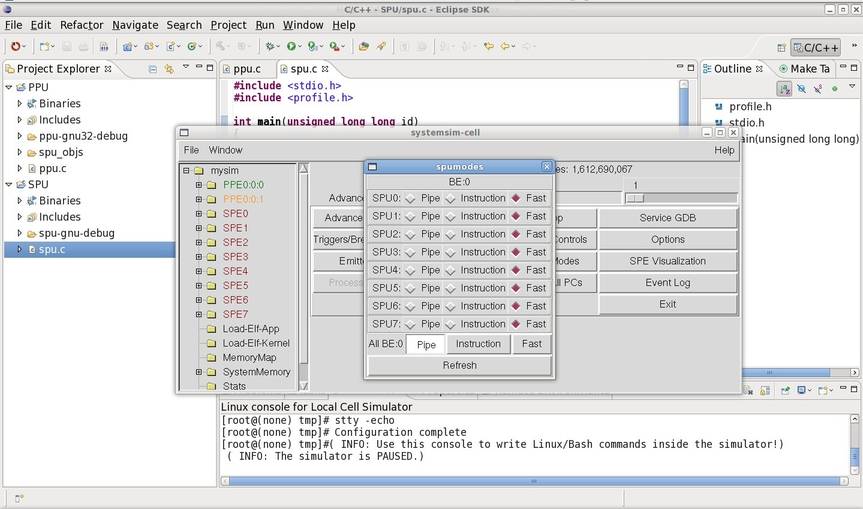 C/C++ - SPU/spu.c - Eclipse SDK
File Edit Refactor Navigate Search Project Run Window Help
C/C++
Project Explorer
PPU
Binaries
Includes
ppu-gnu32-debug
spu_objs
ppu.c
SPU
Binaries
Includes
spu-gnu-debug
spu.c
ppu.c spu.c
#include <stdio.h>
#include <profile.h>
int main(unsigned long long id)
Outline Make Ta
profile.h
stdio.h
main(unsigned long long)
systemsim-cell
File Window Help
mysim
PPE0:0:0
PPE0:0:1
SPE0
SPE1
SPE2
SPE3
SPE4
SPE5
SPE6
SPE7
Load-Elf-App
Load-Elf-Kernel
MemoryMap
SystemMemory
Stats
es: 1,612,690,067
Advanc 1
Advance op Service GDB
Triggers/Bre Controls Options
Emitte Modes SPE Visualization
Process ll PCs Event Log
Exit
spumodes
BE:0
SPU0: Pipe Instruction Fast
SPU1: Pipe Instruction Fast
SPU2: Pipe Instruction Fast
SPU3: Pipe Instruction Fast
SPU4: Pipe Instruction Fast
SPU5: Pipe Instruction Fast
SPU6: Pipe Instruction Fast
SPU7: Pipe Instruction Fast
All BE:0 Pipe Instruction Fast
Refresh
Linux console for Local Cell Simulator
[root@(none) tmp]# stty -echo
[root@(none) tmp]# Configuration complete
[root@(none) tmp]#( INFO: Use this console to write Linux/Bash commands inside the simulator!)
( INFO: The simulator is PAUSED.)